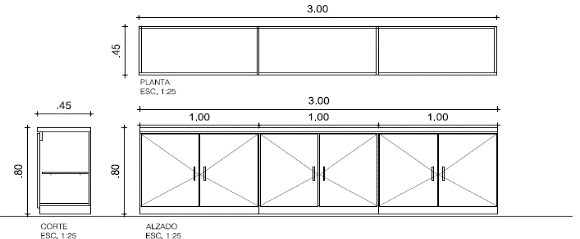 3.00
.45
PLANTA
ESC, 1:25
.45
3.00
1.00 1.00 1.00
.80
.80
CORTE
ESC, 1:25
ALZADO
ESC, 1:25